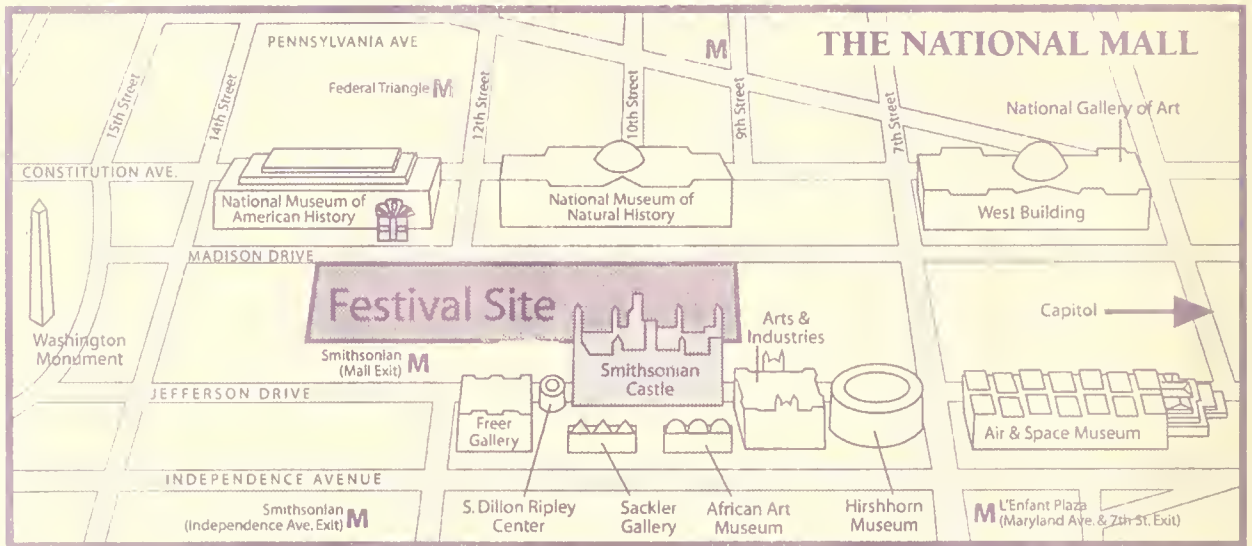 THE NATIONAL MALL
PENNSYLVANIA AVE
M
Federal Triangle M
15th Street
14th Street
12th Street
10th Street
9th Street
7th Street
National Gallery of Art
CONSTITUTION AVE.
National Museum of
American History
National Museum of
Natural History
West Building
MADISON DRIVE
Festival Site
Washington
Monument
Capitol
Arts &
Industries
Smithsonian
(Mall Exit) M
Smithsonian
Castle
JEFFERSON DRIVE
Freer
Gallery
Air & Space Museum
INDEPENDENCE AVENUE
Smithsonian
(Independence Ave. Exit) M
S. Dillon Ripley
Center
Sackler
Gallery
African Art
Museum
Hirshhorn
Museum
M L'Enfant Plaza
(Maryland Ave. & 7th St. Exit)